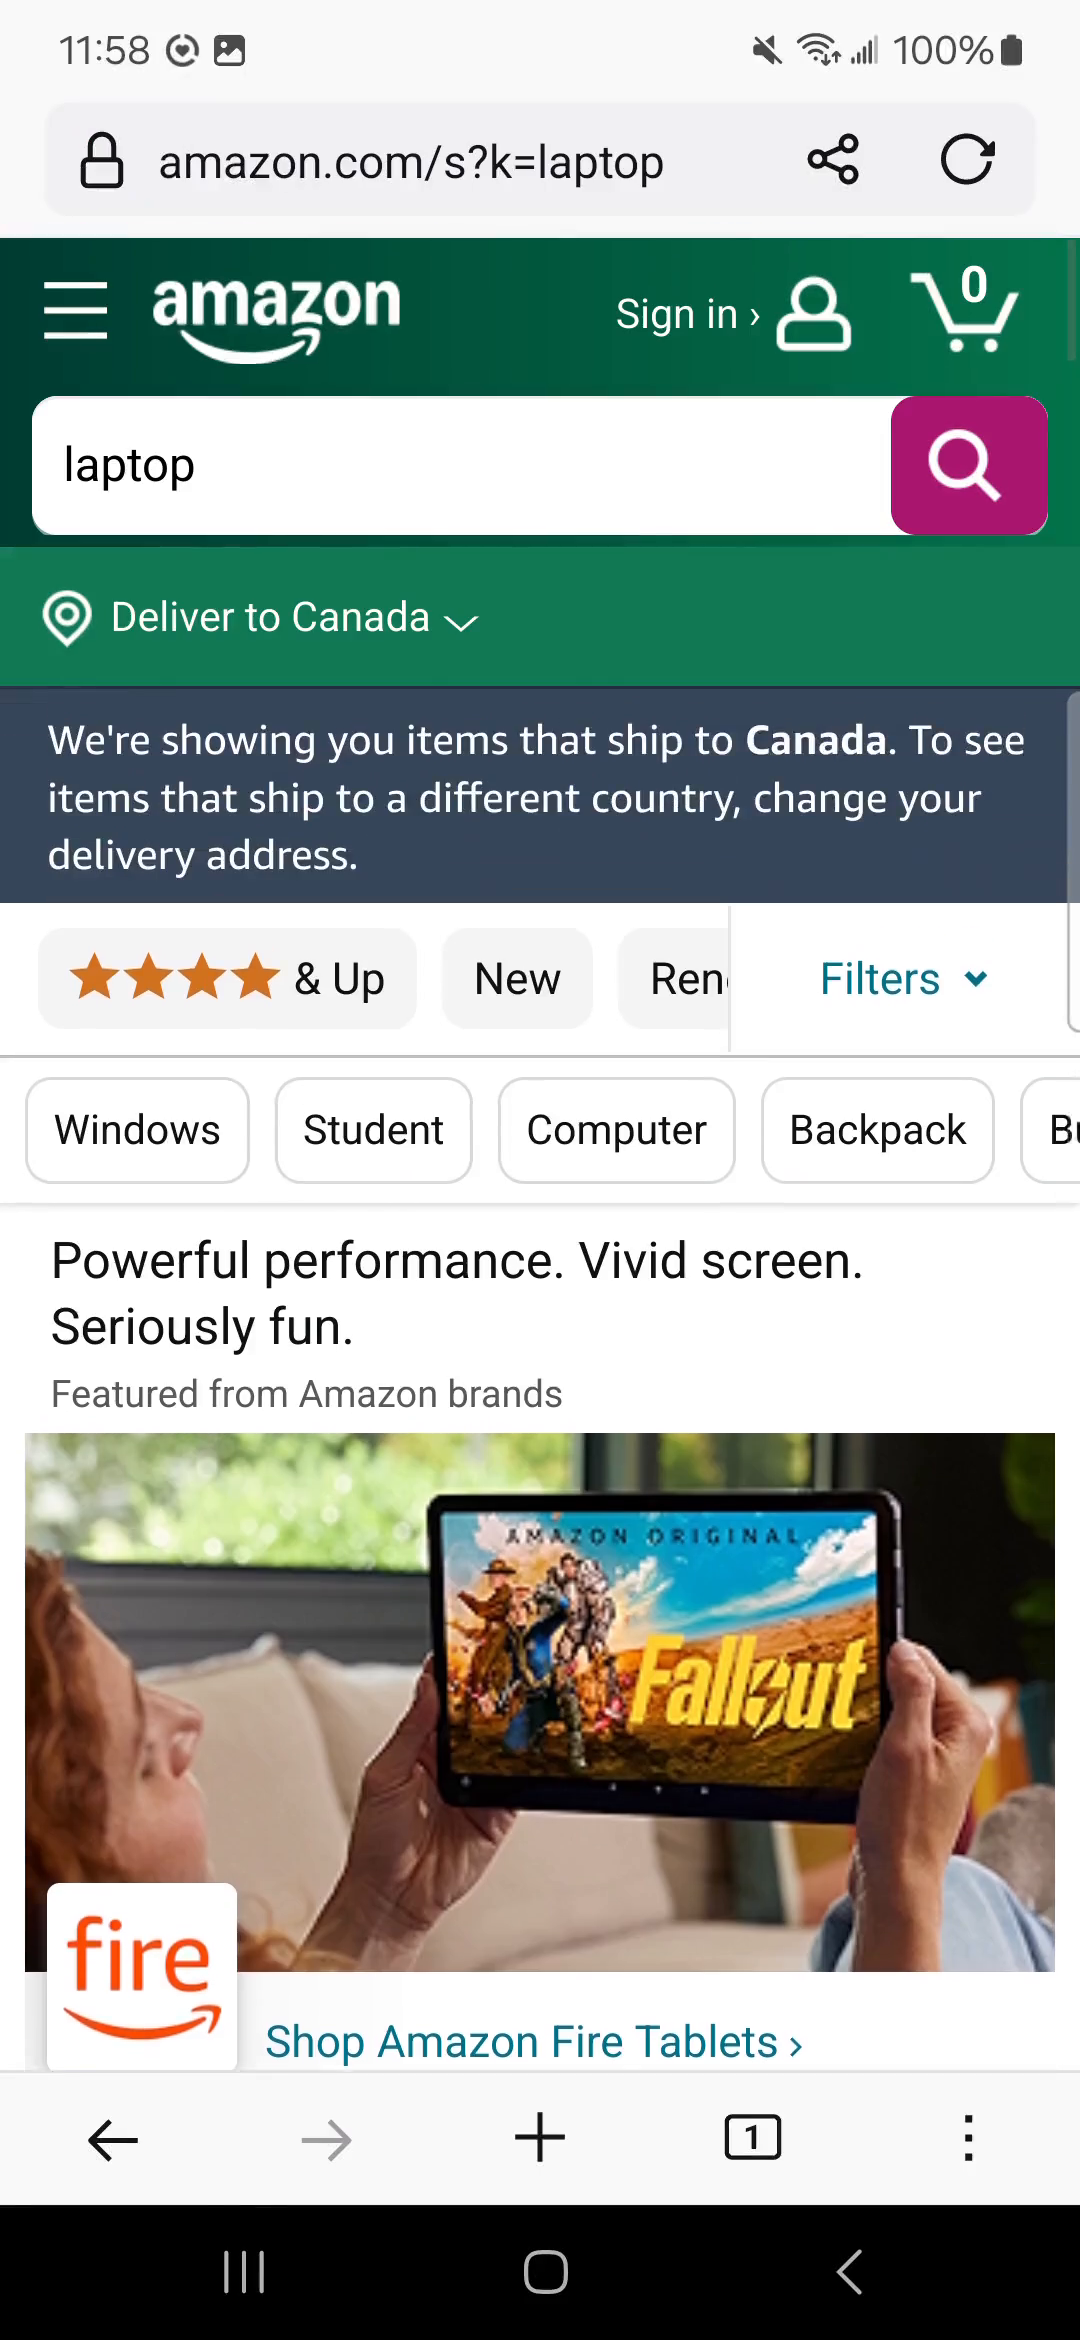 11:58 100%
amazon.com/s?k=laptop
amazon Sign in › 0
laptop
Deliver to Canada
We're showing you items that ship to Canada. To see
items that ship to a different country, change your
delivery address.
& Up New Ren Filters
Windows Student Computer Backpack Bu
Powerful performance. Vivid screen.
Seriously fun.
Featured from Amazon brands
AMAZON ORIGINAL
Fallout
fire
Shop Amazon Fire Tablets ›
1